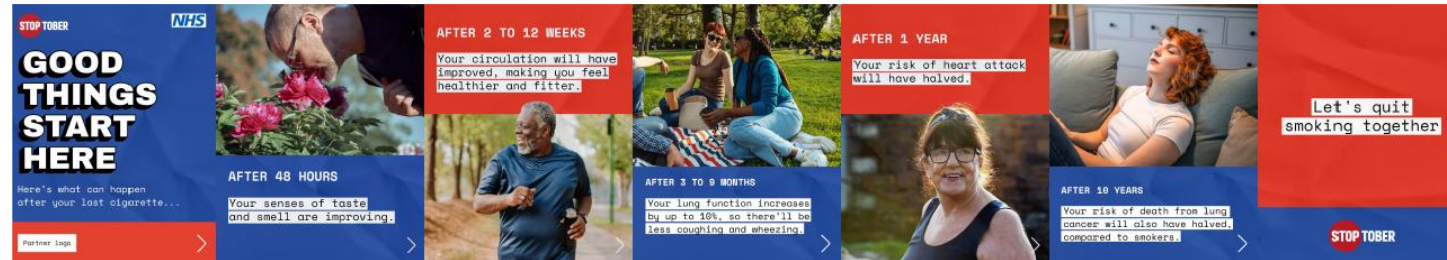 STOPTOBER
NHS
GOOD
THINGS
START
HERE
Here's what can happen
after your last cigarette...
Partner logo
AFTER 48 HOURS
Your senses of taste
and smell are improving.
AFTER 2 TO 12 WEEKS
Your circulation will have
improved, making you feel
healthier and fitter.
AFTER 3 TO 9 MONTHS
Your lung function increases
by up to 10%, so there'll be
less coughing and wheezing.
AFTER 1 YEAR
Your risk of heart attack
will have halved.
AFTER 10 YEARS
Your risk of death from lung
cancer will also have halved,
compared to smokers.
Let's quit
smoking together
STOPTOBER